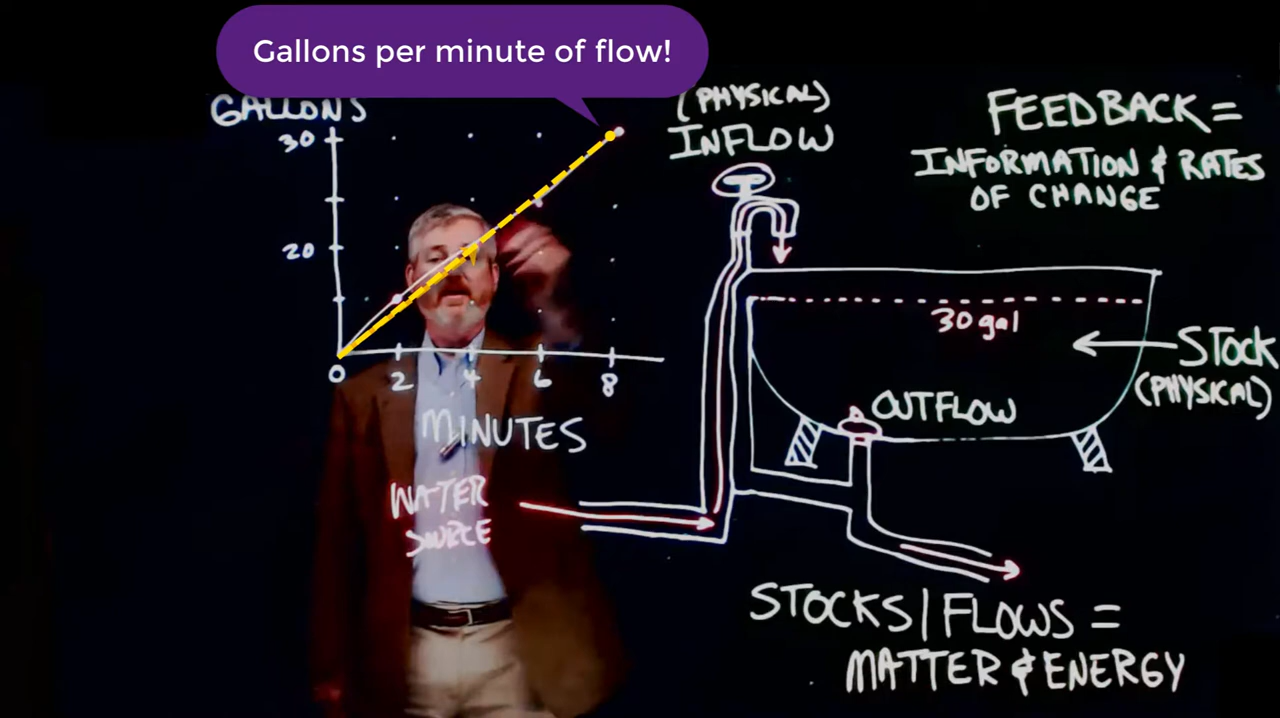 Gallons per minute of flow!
GALLONS
30
20
0
2
4
6
8
MINUTES
WATER
SOURCE
(PHYSICAL)
INFLOW
FEEDBACK =
INFORMATION & RATES
OF CHANGE
30 gal
STOCK
(PHYSICAL)
OUTFLOW
STOCKS/FLOWS =
MATTER & ENERGY